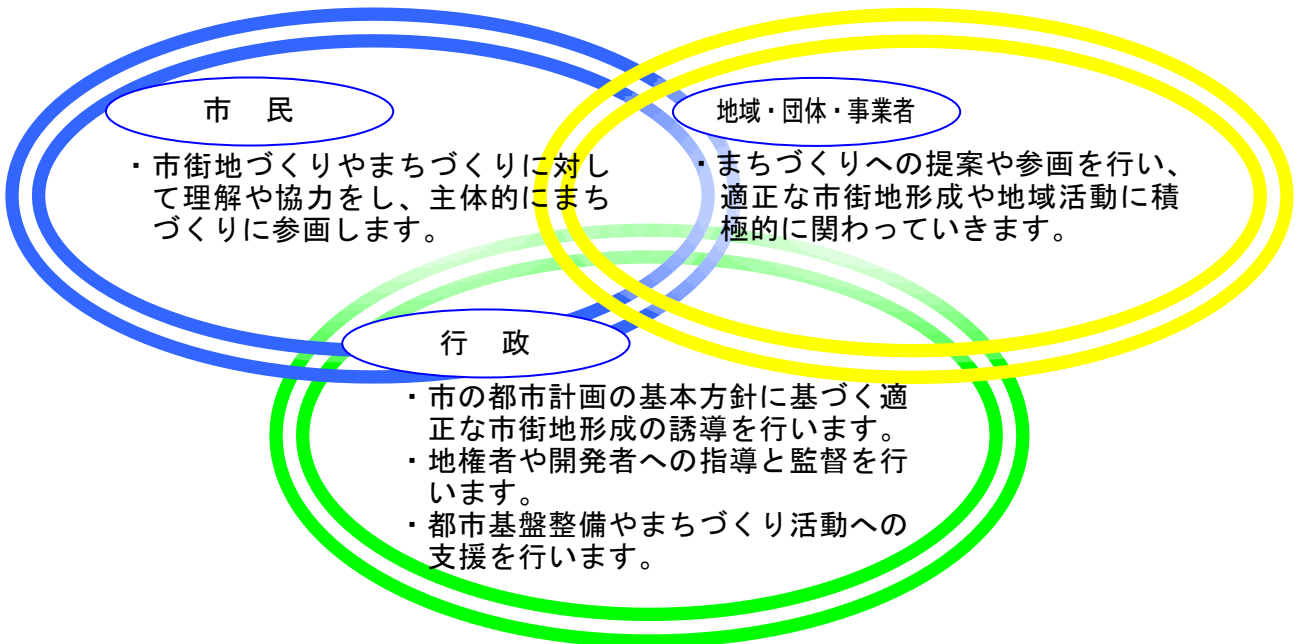 市　民
・市街地づくりやまちづくりに対し
て理解や協力をし、主体的にまち
づくりに参画します。
地域・団体・事業者
・まちづくりへの提案や参画を行い、
適正な市街地形成や地域活動に積
極的に関わっていきます。
行　政
・市の都市計画の基本方針に基づく適
正な市街地形成の誘導を行います。
・地権者や開発者への指導と監督を行
います。
・都市基盤整備やまちづくり活動への
支援を行います。